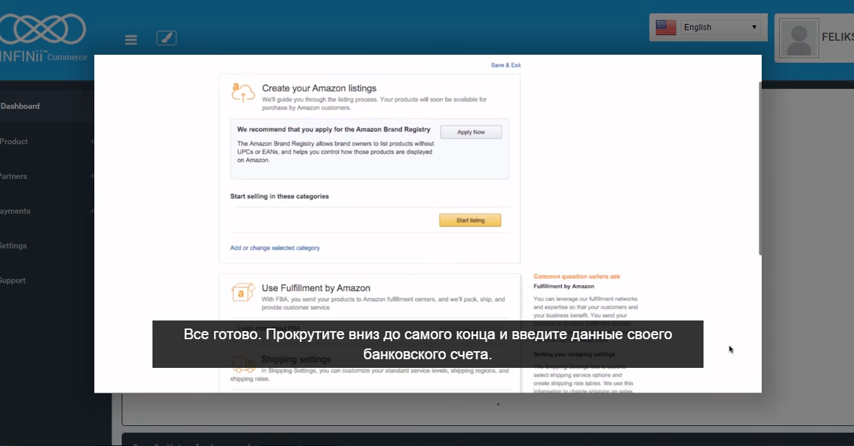 English
FELIKS
INFINii™ Commerce
Save & Exit
Dashboard
Create your Amazon listings
We'll guide you through the listing process. Your products will soon be available for
purchase by Amazon customers.
We recommend that you apply for the Amazon Brand Registry
Apply Now
The Amazon Brand Registry allows brand owners to list products without
UPCs or EANs, and helps you control how those products are displayed
on Amazon.
Product
Partners
Start selling in these categories
ayments
Start listing
Settings
Add or change selected category
Support
Use Fulfillment by Amazon
With FBA, you send your products to Amazon fulfillment centers, and we'll pack, ship, and
provide customer service
Common question sellers ask
Fulfillment by Amazon
You can leverage our fulfillment networks
and expertise so that your customers and
your business benefit. You send your
Все готово. Прокрутите вниз до самого конца и введите данные своего
банковского счета.
Shipping settings
In Shipping Settings, you can customize your standard service levels, shipping regions, and
shipping rates.
Selling your shipping settings
select shipping service options and
create shipping rate tables. We use this